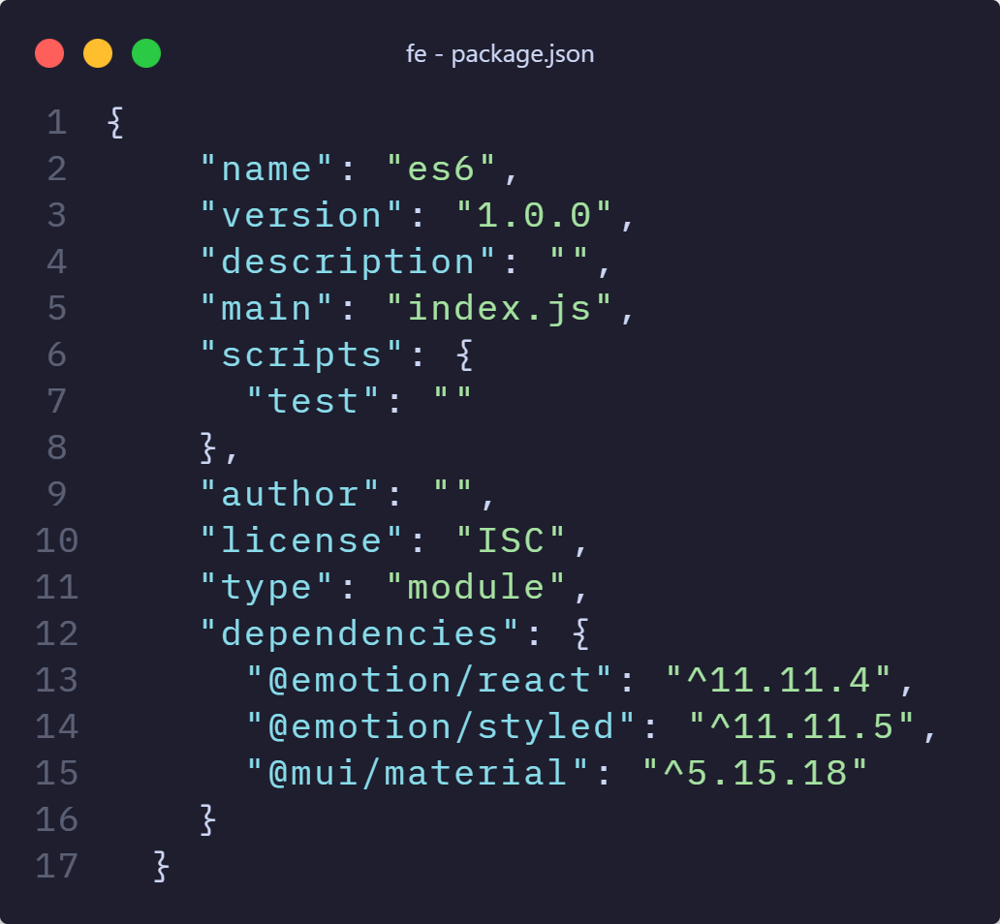 fe - package.json
1 {
2     "name": "es6",
3     "version": "1.0.0",
4     "description": "",
5     "main": "index.js",
6     "scripts": {
7       "test": ""
8     },
9     "author": "",
10     "license": "ISC",
11     "type": "module",
12     "dependencies": {
13       "@emotion/react": "^11.11.4",
14       "@emotion/styled": "^11.11.5",
15       "@mui/material": "^5.15.18"
16     }
17   }